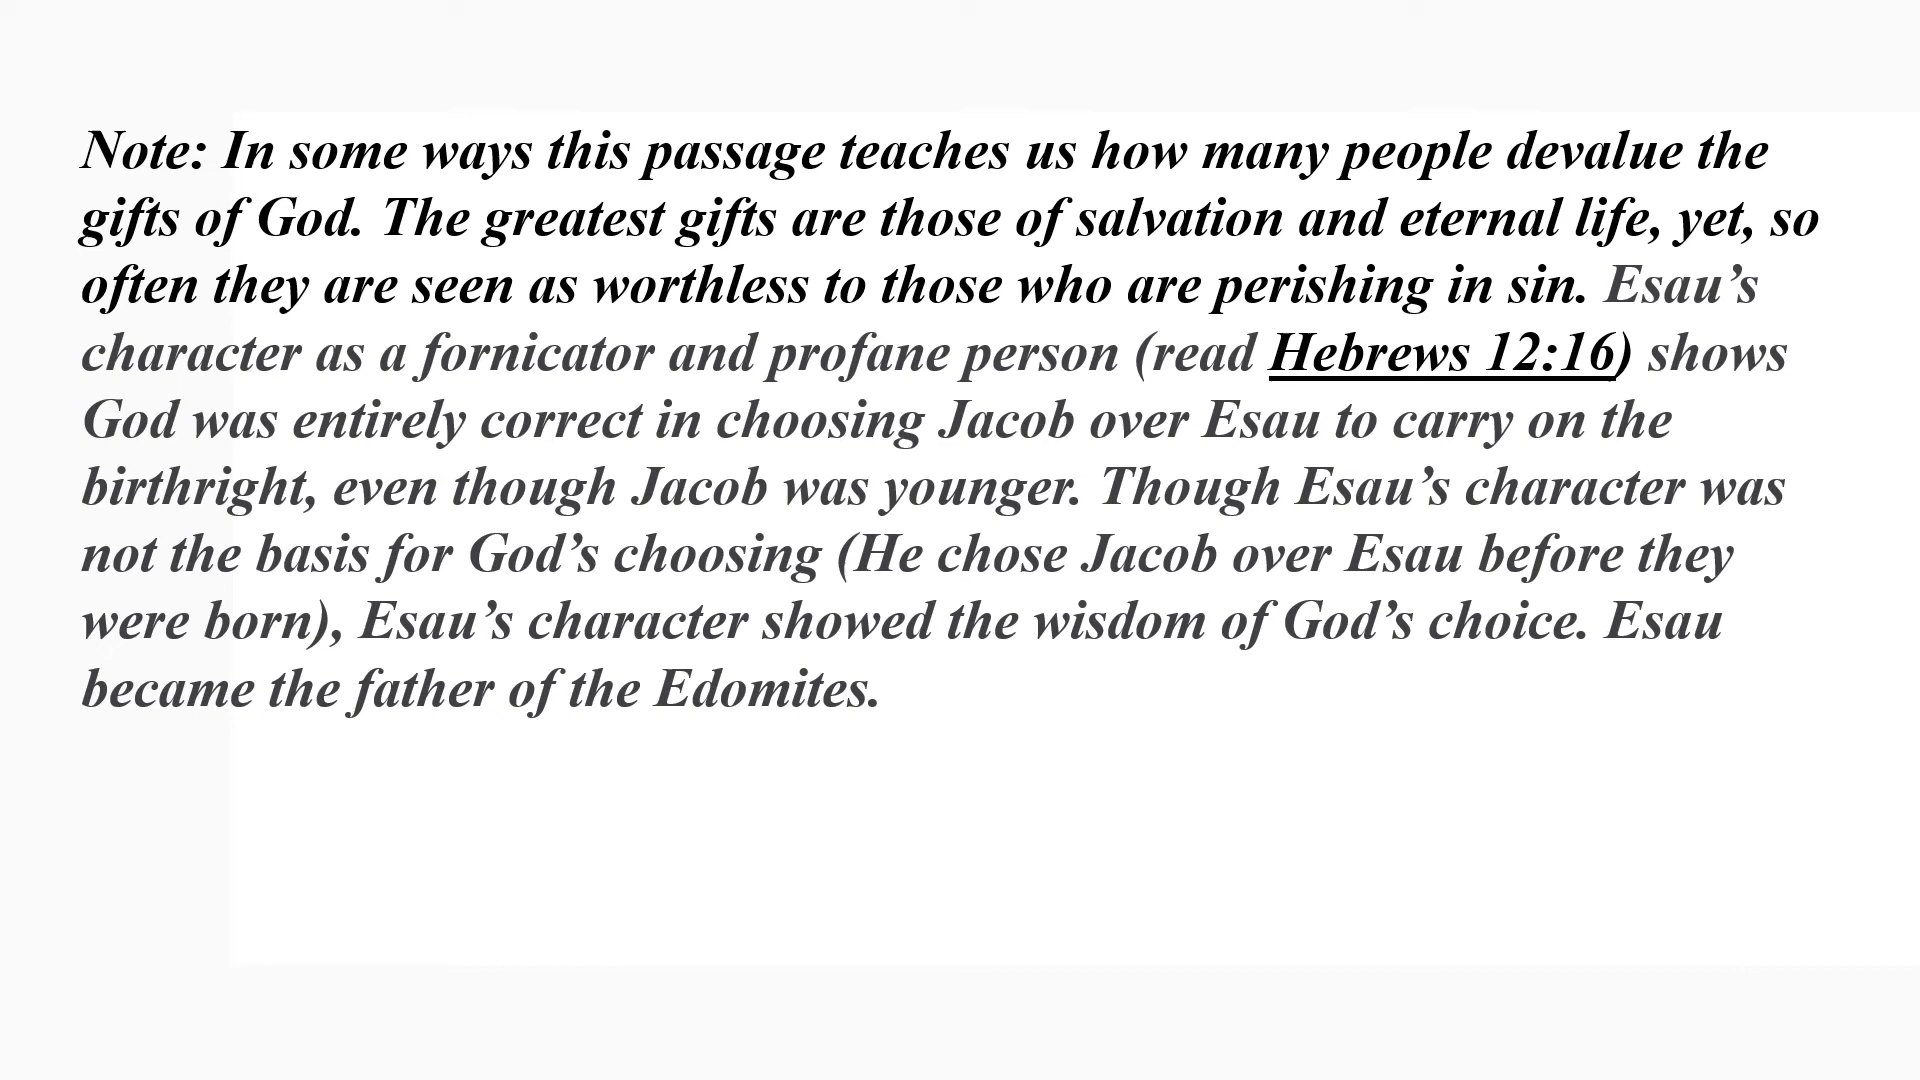 Note: In some ways this passage teaches us how many people devalue the
gifts of God. The greatest gifts are those of salvation and eternal life, yet, so
often they are seen as worthless to those who are perishing in sin. Esau’s
character as a fornicator and profane person (read Hebrews 12:16) shows
God was entirely correct in choosing Jacob over Esau to carry on the
birthright, even though Jacob was younger. Though Esau’s character was
not the basis for God’s choosing (He chose Jacob over Esau before they
were born), Esau’s character showed the wisdom of God’s choice. Esau
became the father of the Edomites.